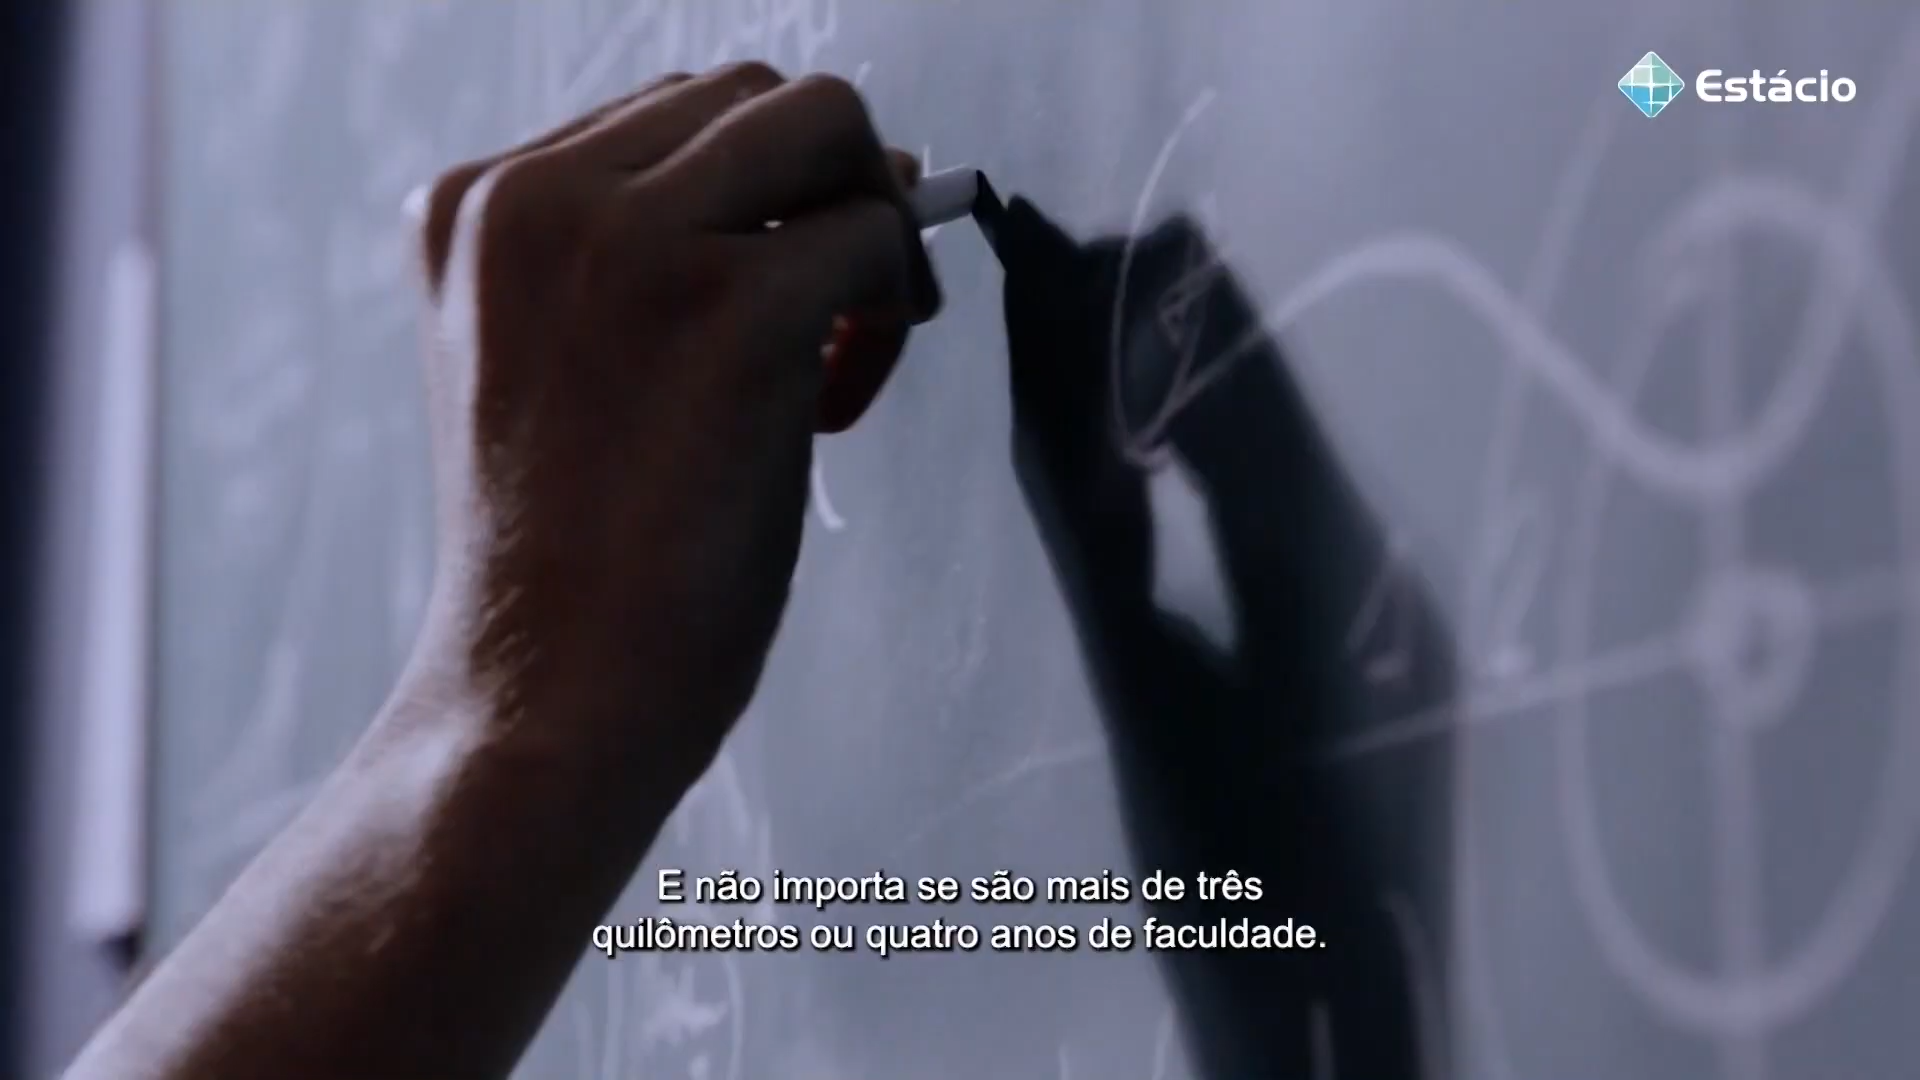 Estácio
E não importa se são mais de três
quilômetros ou quatro anos de faculdade.